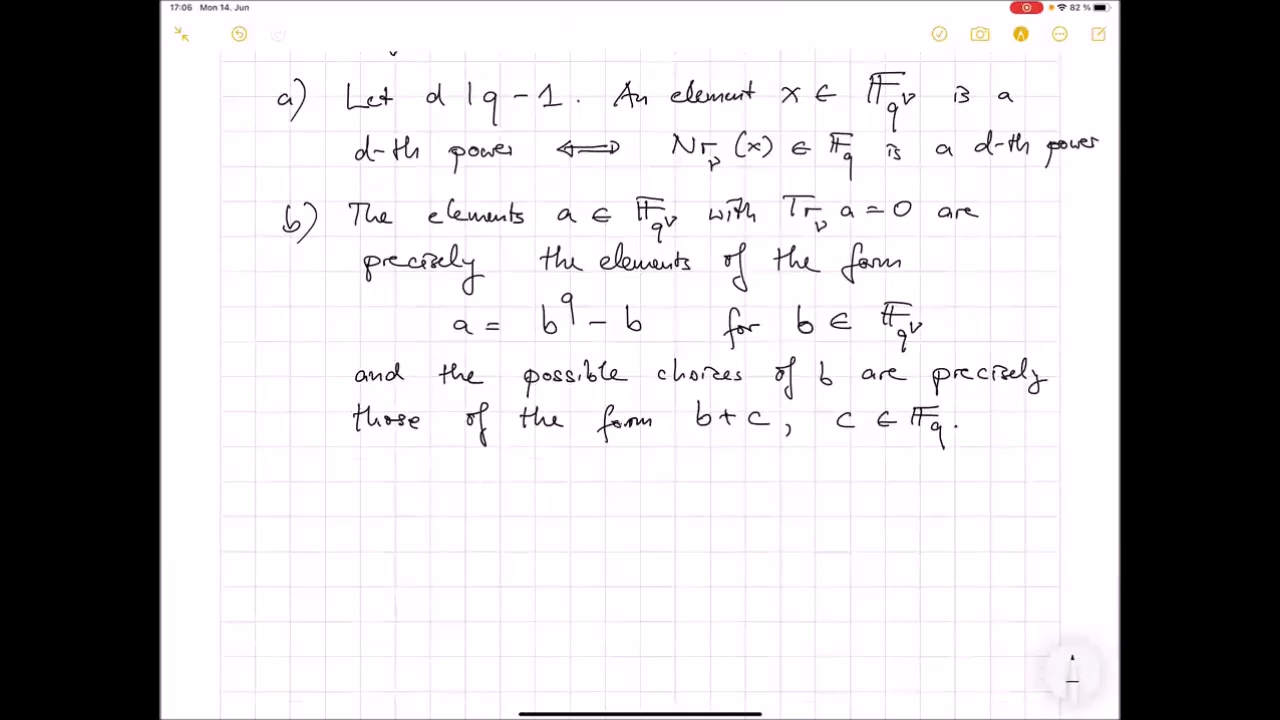 17:06 Mon 14. Jun 82 %
a) Let d | q - 1. An element x ∈ 𝔽_{q^ν} is a
d-th power ⟺ Nr_ν (x) ∈ 𝔽_q is a d-th power
b) The elements a ∈ 𝔽_{q^ν} with Tr_ν a = 0 are
precisely the elements of the form
a = b^q - b for b ∈ 𝔽_{q^ν}
and the possible choices of b are precisely
those of the form b + c, c ∈ 𝔽_q.